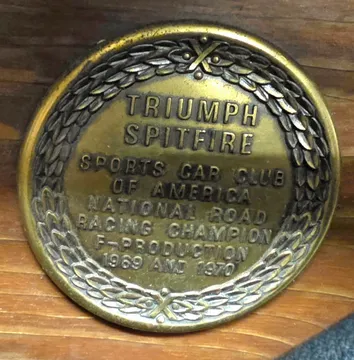 TRIUMPH
SPITFIRE
SPORTS CAR CLUB
OF AMERICA
NATIONAL ROAD
RACING CHAMPION
F-PRODUCTION
1969 AND 1970